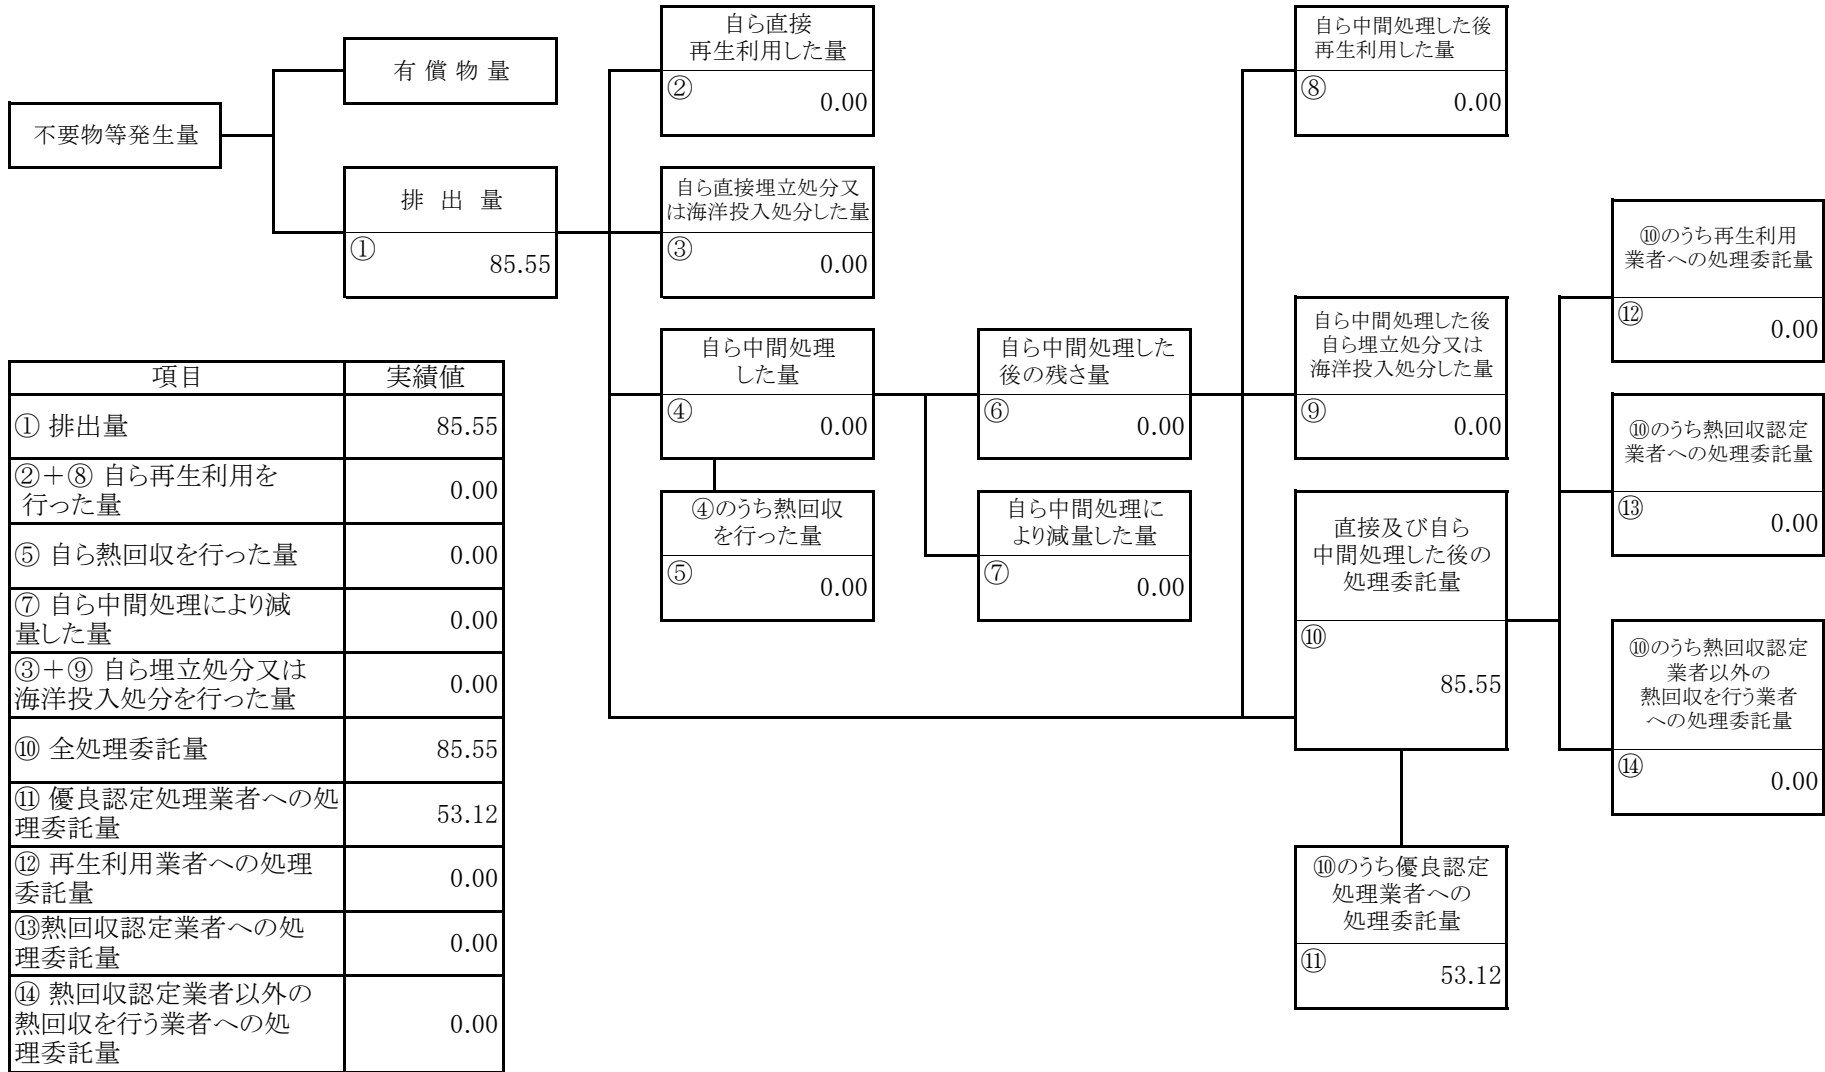 不要物等発生量
有 償 物 量
排 出 量
①
85.55
自ら直接
再生利用した量
②
0.00
自ら直接埋立処分又
は海洋投入処分した量
③
0.00
自ら中間処理
した量
④
0.00
④のうち熱回収
を行った量
⑤
0.00
自ら中間処理した
後の残さ量
⑥
0.00
自ら中間処理に
より減量した量
⑦
0.00
自ら中間処理した後
再生利用した量
⑧
0.00
自ら中間処理した後
自ら埋立処分又は
海洋投入処分した量
⑨
0.00
直接及び自ら
中間処理した後の
処理委託量
⑩
85.55
⑩のうち優良認定
処理業者への
処理委託量
⑪
53.12
⑩のうち再生利用
業者への処理委託量
⑫
0.00
⑩のうち熱回収認定
業者への処理委託量
⑬
0.00
⑩のうち熱回収認定
業者以外の
熱回収を行う業者
への処理委託量
⑭
0.00
項目 実績値
① 排出量 85.55
②＋⑧ 自ら再生利用を
行った量 0.00
⑤ 自ら熱回収を行った量 0.00
⑦ 自ら中間処理により減
量した量 0.00
③＋⑨ 自ら埋立処分又は
海洋投入処分を行った量 0.00
⑩ 全処理委託量 85.55
⑪ 優良認定処理業者への処
理委託量 53.12
⑫ 再生利用業者への処理
委託量 0.00
⑬熱回収認定業者への処
理委託量 0.00
⑭ 熱回収認定業者以外の
熱回収を行う業者への処
理委託量 0.00